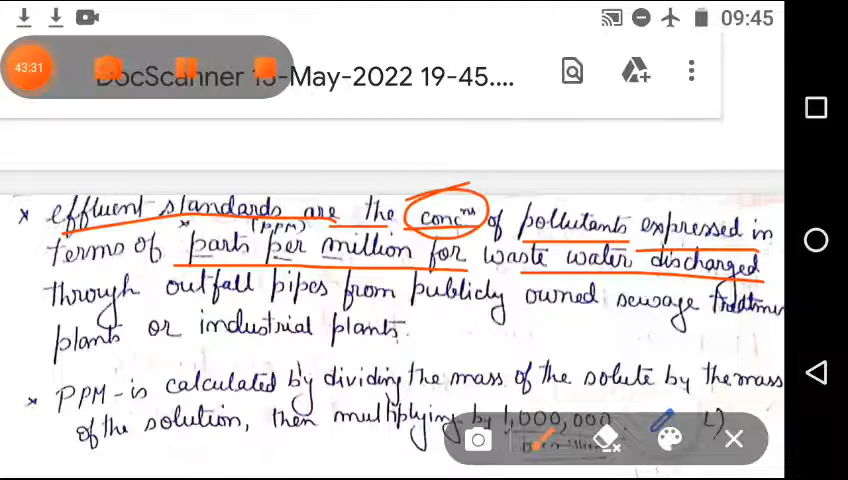 09:45
43:31
DocScanner 15-May-2022 19-45....
* effluent standards are the concⁿˢ of pollutants expressed in
(PPM)
terms of * parts per million for waste water discharged
through outfall pipes from publicly owned sewage
plants or industrial plants.
* PPM - is calculated by dividing the mass of the solute by the mass
of the solution, then multiplying by 1,000,000.